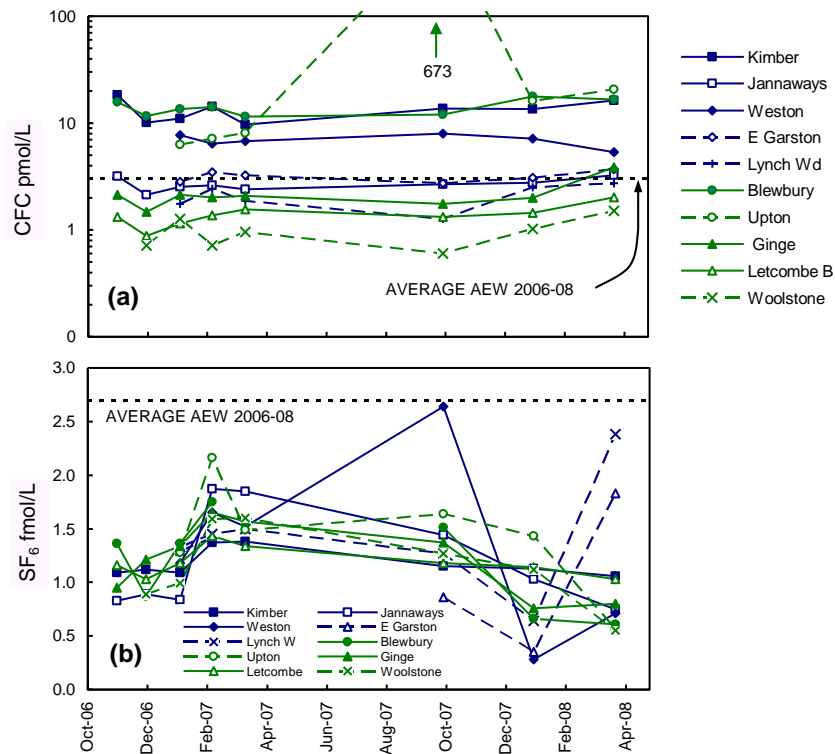 100
10
1
0
CFC pmol/L
673
(a)
AVERAGE AEW 2006-08
Kimber
Jannaways
Weston
E Garston
Lynch Wd
Blewbury
Upton
Ginge
Letcombe B
Woolstone
3.0
2.5
2.0
1.5
1.0
0.5
0.0
SF6 fmol/L
AVERAGE AEW 2006-08
(b)
Kimber Jannaways
Weston E Garston
Lynch W Blewbury
Upton Ginge
Letcombe Woolstone
Oct-06
Dec-06
Feb-07
Apr-07
Jun-07
Aug-07
Oct-07
Dec-07
Feb-08
Apr-08